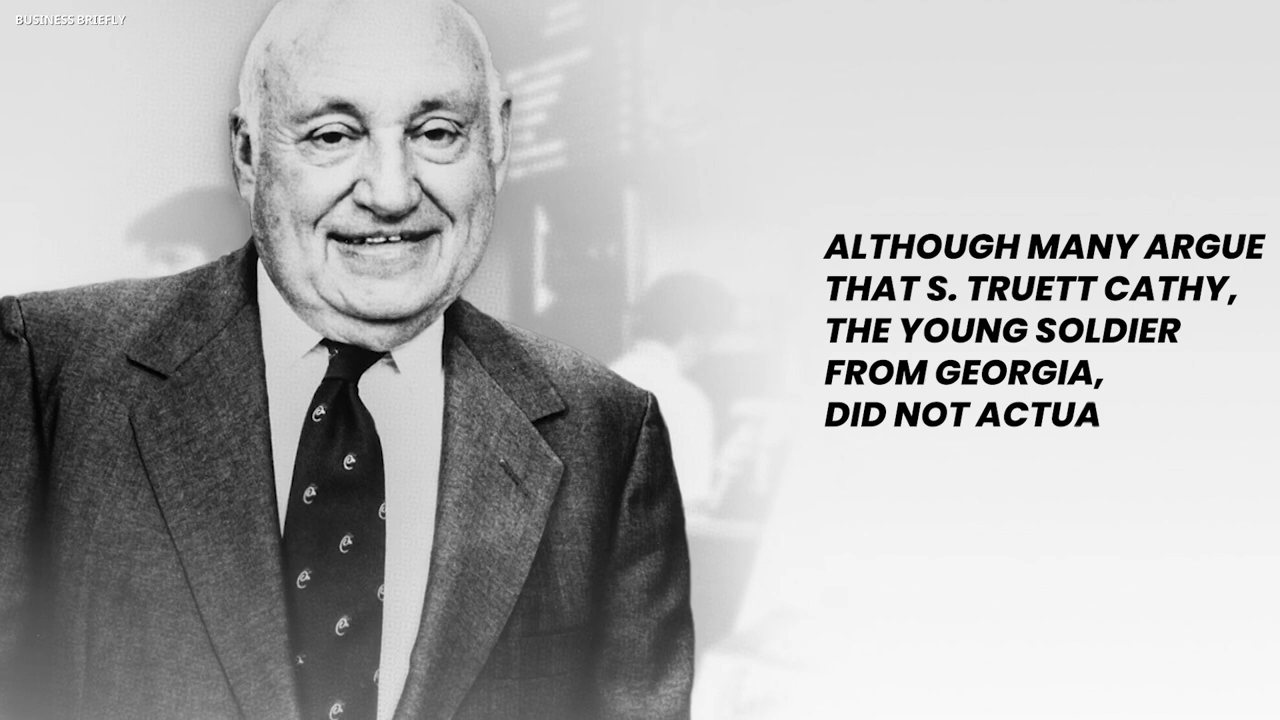 BUSINESS BRIEFLY
ALTHOUGH MANY ARGUE
THAT S. TRUETT CATHY,
THE YOUNG SOLDIER
FROM GEORGIA,
DID NOT ACTUA